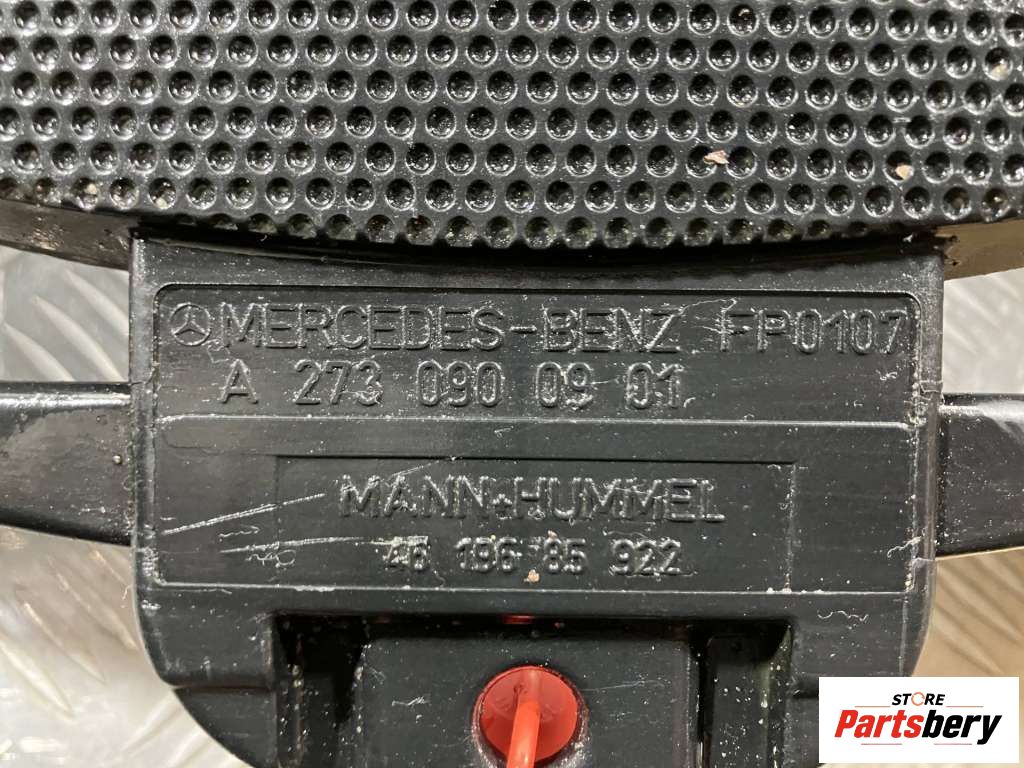 MERCEDES-BENZ FP0107
A 273 090 09 01
MANN+HUMMEL
46 196 85 922
STORE
Partsbery